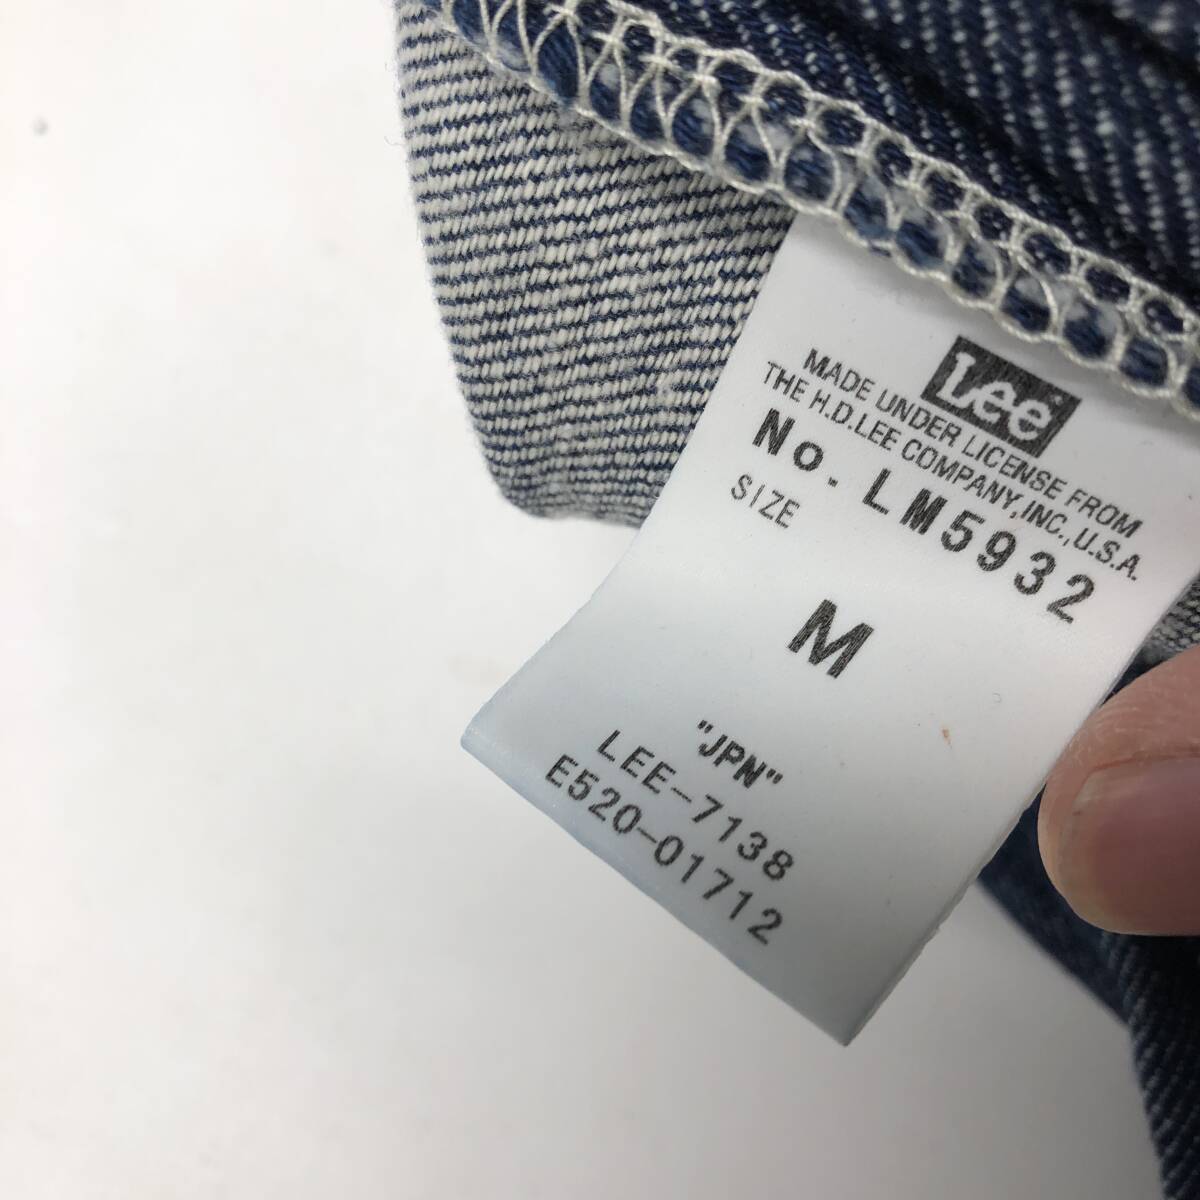 Lee
MADE UNDER LICENSE FROM
THE H.D.LEE COMPANY,INC.,U.S.A.
No. LM5932
SIZE
M
"JPN"
LEE-7138
E520-01712